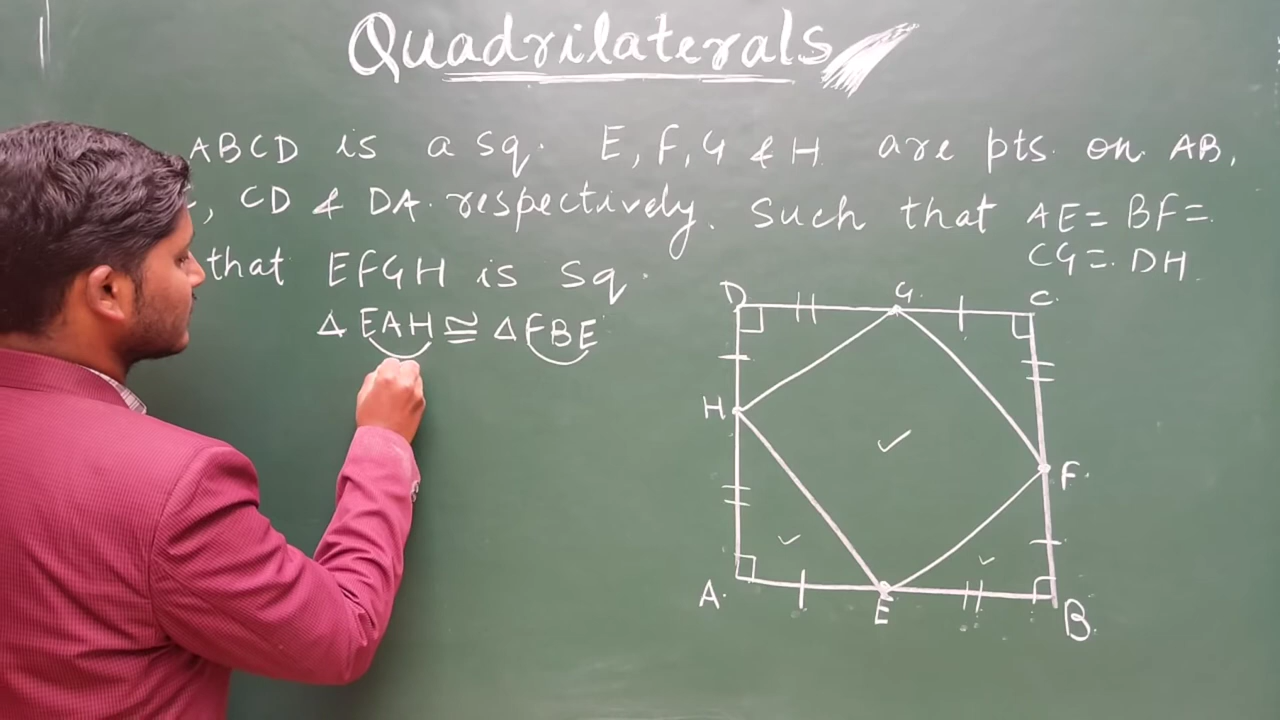 Quadrilaterals
ABCD is a sq. E, F, G & H are pts. on AB,
, CD & DA. respectively. Such that AE = BF =
CG = DH
that EFGH is sq.
△ EAH ≅ △ FBE
D G. C
H F.
A. E B